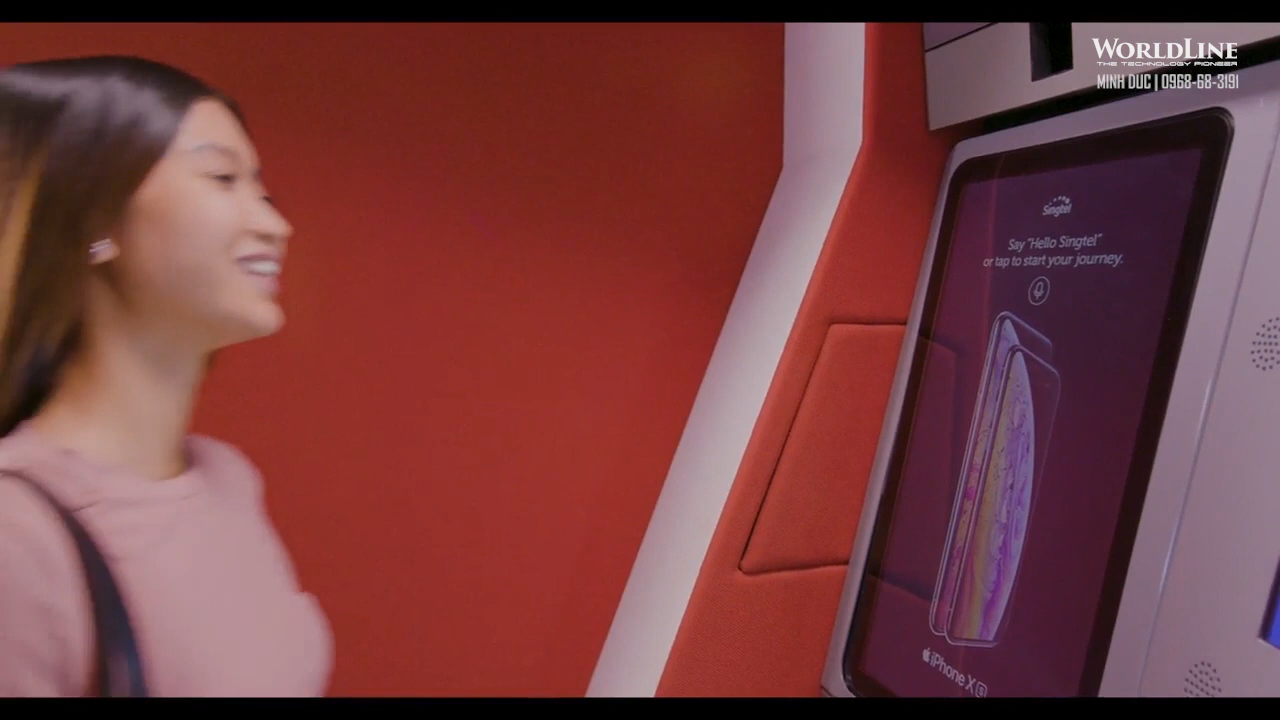 WORLDLINE
THE TECHNOLOGY PIONEER
MINH DUC | 0968-68-3191
Singtel
Say "Hello Singtel"
or tap to start your journey.
iPhone XS